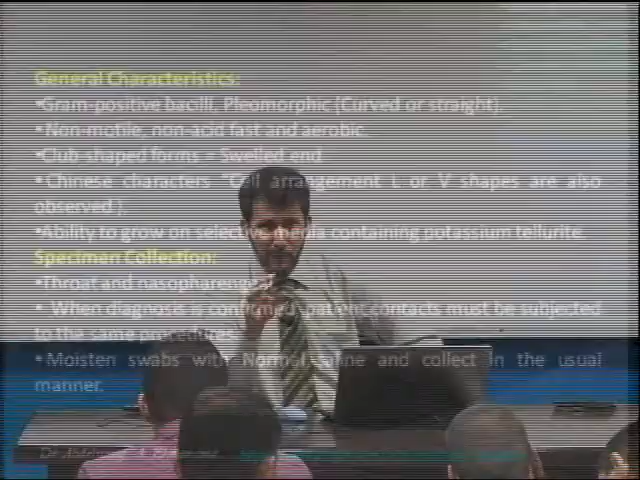 General Characteristics:
•Gram-positive bacilli, Pleomorphic (Curved or straight).
•Non-motile, non-acid fast and aerobic.
•Club-shaped forms = Swelled end
•Chinese characters "Cell arrangement L or V shapes are also
observed ).
•Ability to grow on selective media containing potassium tellurite
Specimen Collection:
•Throat and nasopharengeal
• When diagnosis is confirmed, patient contacts must be subjected
to the same procedures
•Moisten swabs with Normal saline and collect in the usual
manner.
Dr